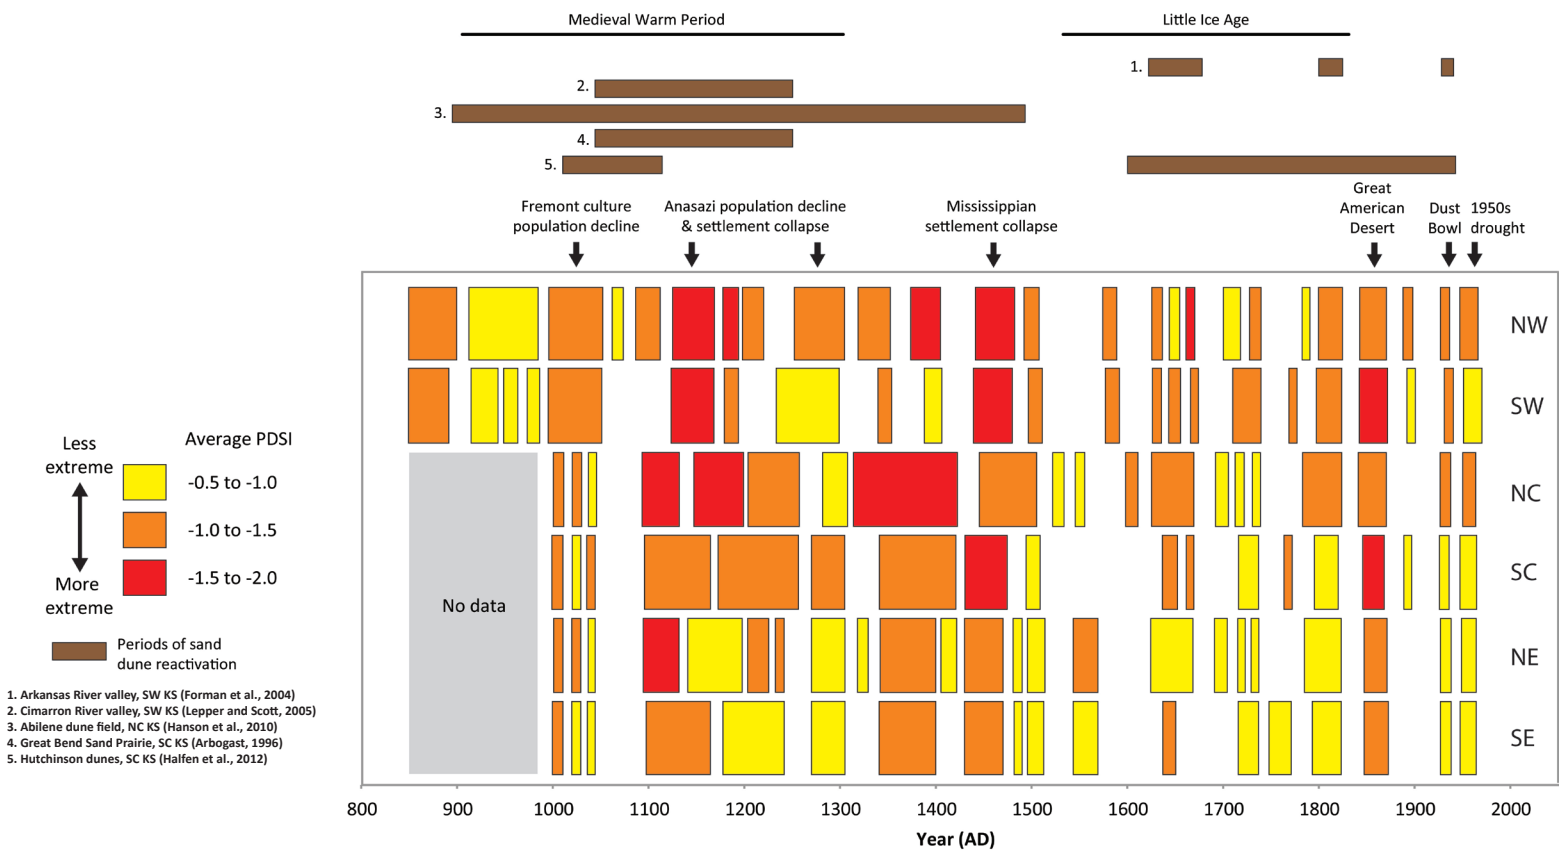 Medieval Warm Period
Little Ice Age
1.
2.
3.
4.
5.
Fremont culture
population decline
Anasazi population decline
& settlement collapse
Mississippian
settlement collapse
Great
American
Desert
Dust
Bowl
1950s
drought
NW
SW
NC
SC
NE
SE
No data
Less
extreme
More
extreme
Average PDSI
-0.5 to -1.0
-1.0 to -1.5
-1.5 to -2.0
Periods of sand
dune reactivation
1. Arkansas River valley, SW KS (Forman et al., 2004)
2. Cimarron River valley, SW KS (Lepper and Scott, 2005)
3. Abilene dune field, NC KS (Hanson et al., 2010)
4. Great Bend Sand Prairie, SC KS (Arbogast, 1996)
5. Hutchinson dunes, SC KS (Halfen et al., 2012)
800 900 1000 1100 1200 1300 1400 1500 1600 1700 1800 1900 2000
Year (AD)